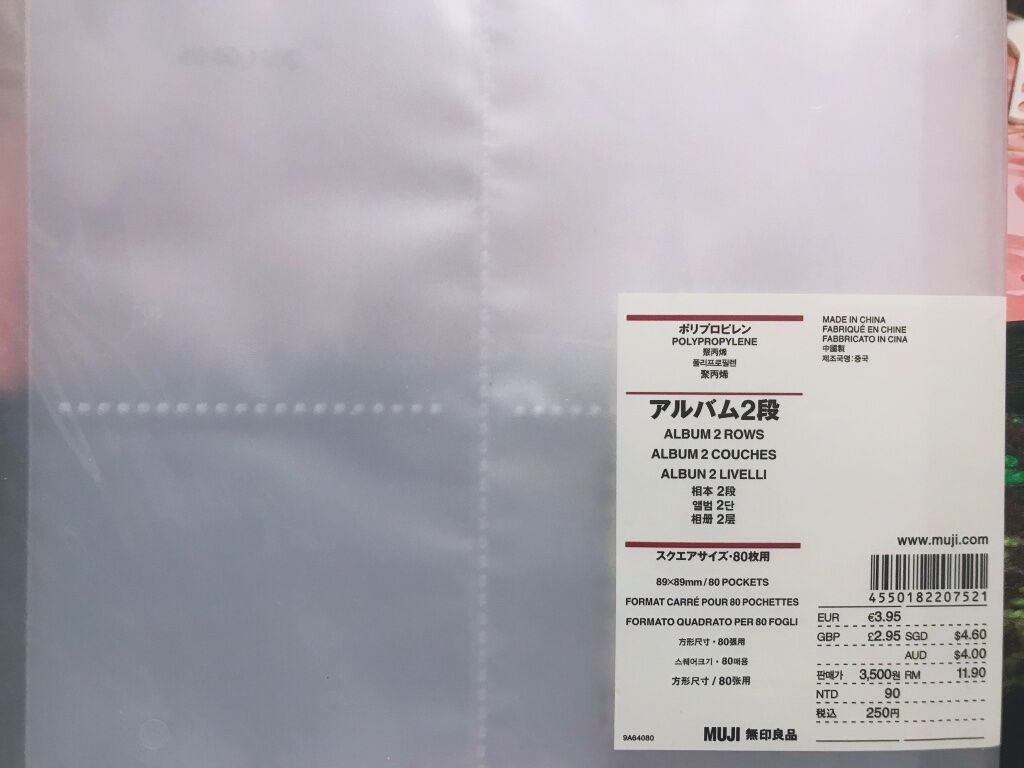 ポリプロピレン
POLYPROPYLENE
聚丙烯
폴리프로필렌
聚丙烯
アルバム2段
ALBUM 2 ROWS
ALBUM 2 COUCHES
ALBUN 2 LIVELLI
相本 2段
앨범 2단
相册 2层
スクエアサイズ・80枚用
89×89mm / 80 POCKETS
FORMAT CARRÉ POUR 80 POCHETTES
FORMATO QUADRATO PER 80 FOGLI
方形尺寸・80張用
스퀘어크기・80매용
方形尺寸 / 80张用
9A64080
MUJI 無印良品
MADE IN CHINA
FABRIQUÉ EN CHINE
FABBRICATO IN CINA
中國製
제조국명:중국
www.muji.com
4550182207521
EUR €3.95
GBP £2.95 SGD $4.60
AUD $4.00
판매가 3,500원 RM 11.90
NTD 90
税込 250円